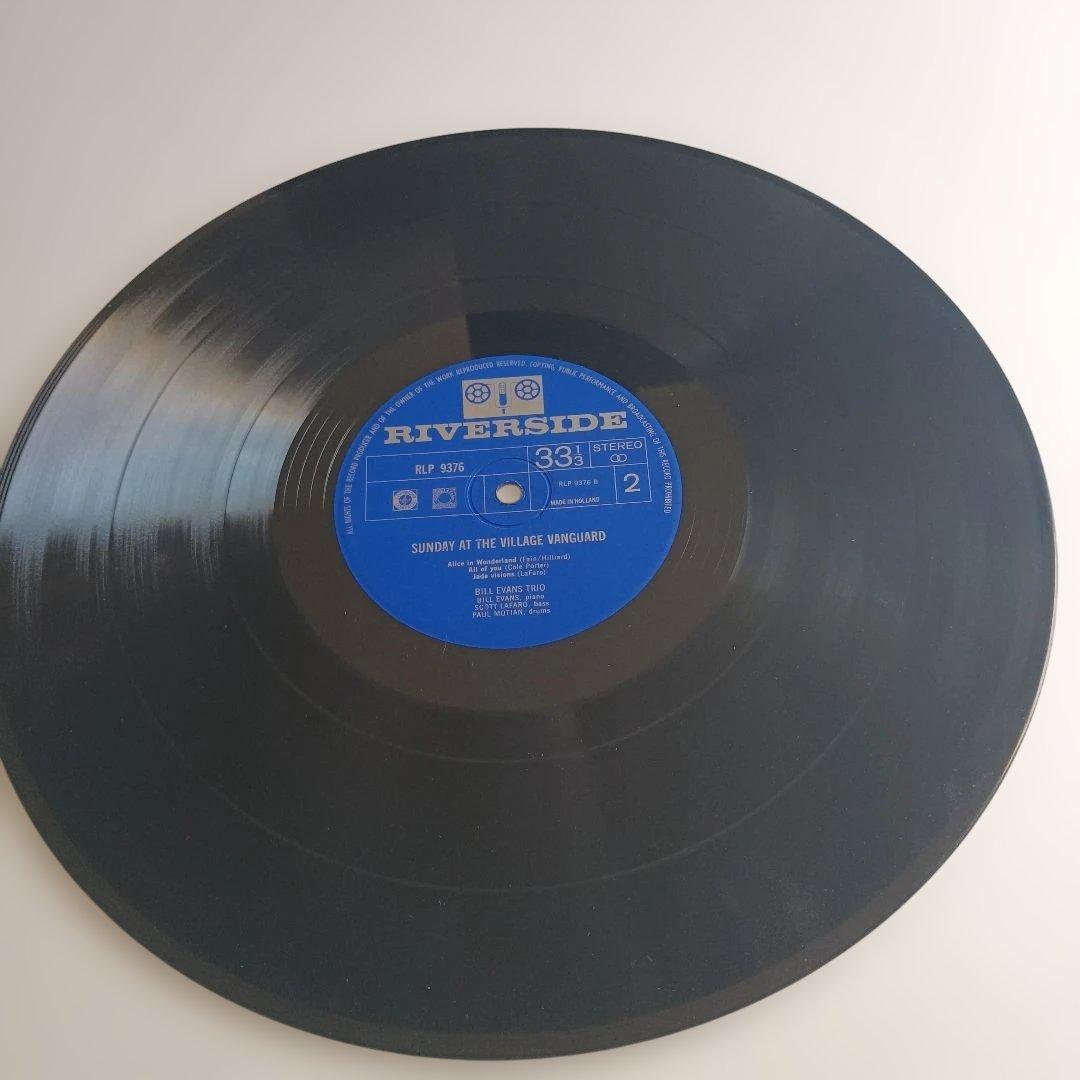 ALL RIGHTS OF THE RECORD PRODUCER AND OF THE OWNER OF THE WORK REPRODUCED RESERVED. COPYING, PUBLIC PERFORMANCE AND BROADCASTING OF THIS RECORD PROHIBITED
RIVERSIDE
RLP 9376
33 1/3
STEREO
RLP 9376 B
2
MADE IN HOLLAND
SUNDAY AT THE VILLAGE VANGUARD
Alice in Wonderland (Fain/Hilliard)
All of you (Cole Porter)
Jade visions (LaFaro)
BILL EVANS TRIO
BILL EVANS, piano
SCOTT LAFARO, bass
PAUL MOTIAN, drums